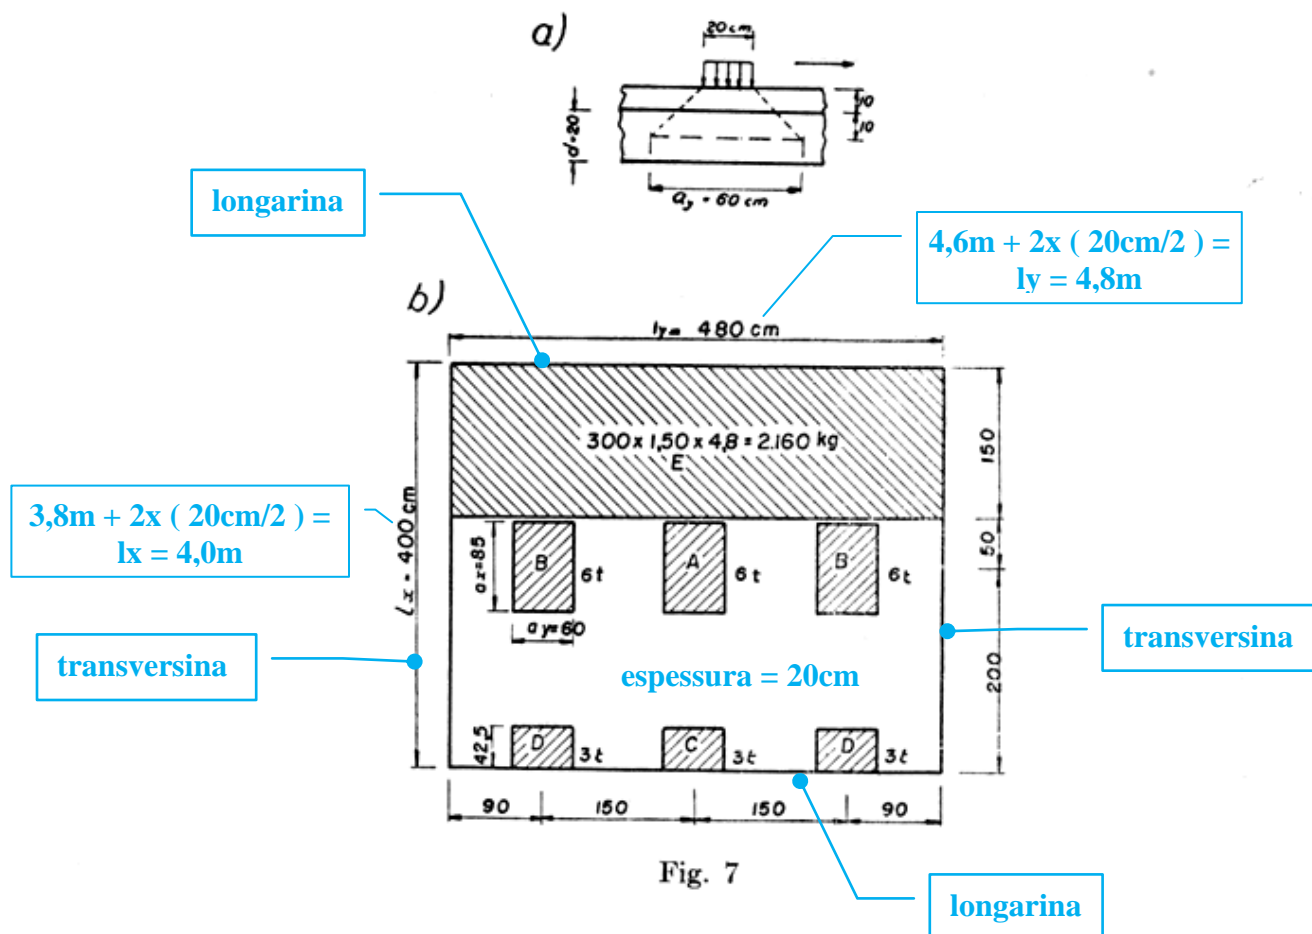 a)
20 cm
10
10
d=20
ay = 60 cm
longarina
4,6m + 2x ( 20cm/2 ) =
ly = 4,8m
b)
ly= 480 cm
300 x 1,50 x 4,8 = 2.160 kg
E
150
3,8m + 2x ( 20cm/2 ) =
lx = 4,0m
lx = 400 cm
50
ax=85
B
6t
A
6t
B
6t
ay=60
transversina
transversina
espessura = 20cm
200
42,5
D
3t
C
3t
D
3t
90
150
150
90
Fig. 7
longarina